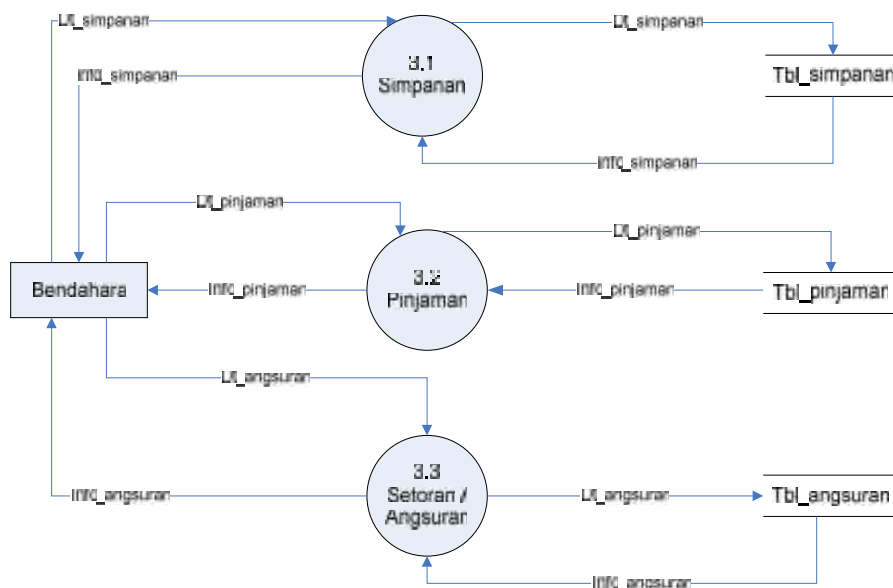 Dt_simpanan
Dt_simpanan
3.1
Simpanan
Info_simpanan
Tbl_simpanan
Info_simpanan
Dt_pinjaman
Dt_pinjaman
3.2
Pinjaman
Bendahara
Info_pinjaman
Info_pinjaman
Tbl_pinjaman
Dt_angsuran
3.3
Setoran /
Angsuran
Info_angsuran
Dt_angsuran
Tbl_angsuran
Info_angsuran